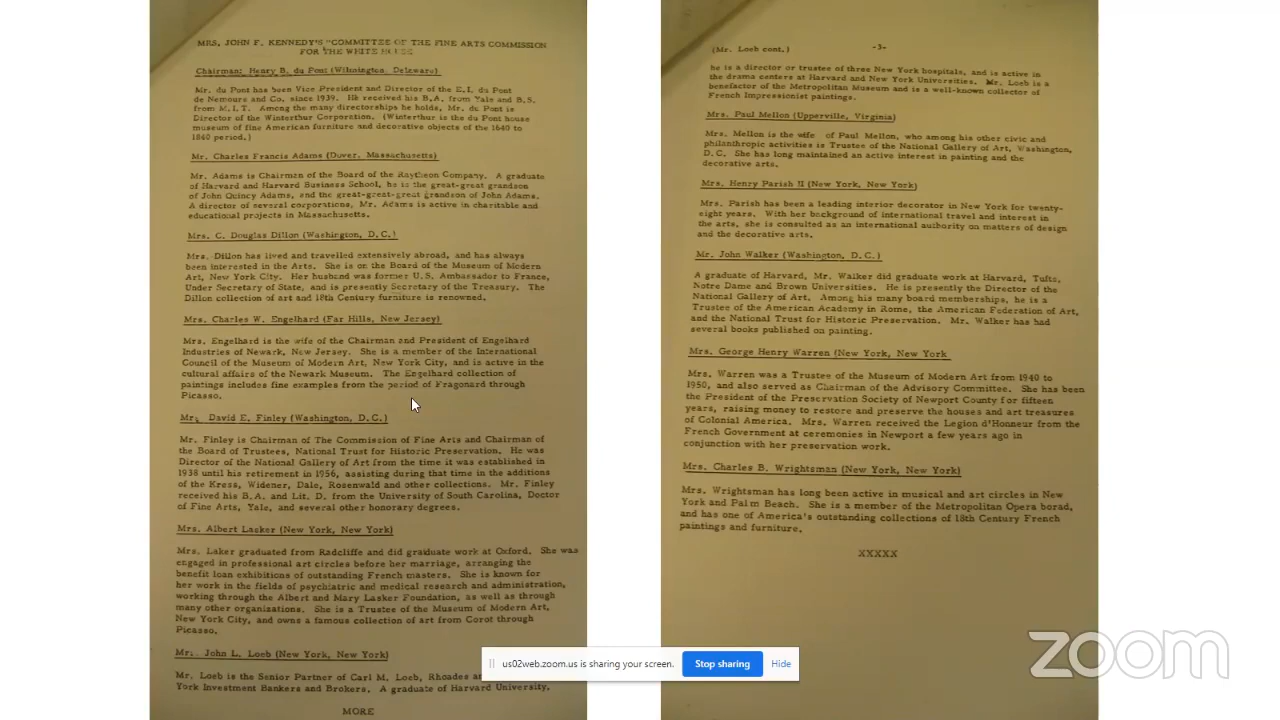 MRS. JOHN F. KENNEDY'S "COMMITTEE OF THE FINE ARTS COMMISSION
FOR THE WHITE HOUSE
Chairman: Henry B. du Pont (Wilmington, Delaware)
Mr. du Pont has been Vice President and Director of the E.I. du Pont
de Nemours and Co. since 1939. He received his B.A. from Yale and B.S.
from M.I.T. Among the many directorships he holds, Mr. du Pont is
Director of the Winterthur Corporation. (Winterthur is the du Pont house
museum of fine American furniture and decorative objects of the 1640 to
1840 period.)
Mr. Charles Francis Adams (Dover, Massachusetts)
Mr. Adams is Chairman of the Board of the Raytheon Company. A graduate
of Harvard and Harvard Business School, he is the great-great grandson
of John Quincy Adams, and the great-great-great grandson of John Adams.
A director of several corporations, Mr. Adams is active in charitable and
educational projects in Massachusetts.
Mrs. C. Douglas Dillon (Washington, D.C.)
Mrs. Dillon has lived and travelled extensively abroad, and has always
been interested in the Arts. She is on the Board of the Museum of Modern
Art, New York City. Her husband was former U.S. Ambassador to France,
Under Secretary of State, and is presently Secretary of the Treasury. The
Dillon collection of art and 18th Century furniture is renowned.
Mrs. Charles W. Engelhard (Far Hills, New Jersey)
Mrs. Engelhard is the wife of the Chairman and President of Engelhard
Industries of Newark, New Jersey. She is a member of the International
Council of the Museum of Modern Art, New York City, and is active in the
cultural affairs of the Newark Museum. The Engelhard collection of
paintings includes fine examples from the period of Fragonard through
Picasso.
Mr. David E. Finley (Washington, D.C.)
Mr. Finley is Chairman of The Commission of Fine Arts and Chairman of
the Board of Trustees, National Trust for Historic Preservation. He was
Director of the National Gallery of Art from the time it was established in
1938 until his retirement in 1956, assisting during that time in the additions
of the Kress, Widener, Dale, Rosenwald and other collections. Mr. Finley
received his B.A. and Lit. D. from the University of South Carolina, Doctor
of Fine Arts, Yale, and several other honorary degrees.
Mrs. Albert Lasker (New York, New York)
Mrs. Laker graduated from Radcliffe and did graduate work at Oxford. She was
engaged in professional art circles before her marriage, arranging the
benefit loan exhibitions of outstanding French masters. She is known for
her work in the fields of psychiatric and medical research and administration,
working through the Albert and Mary Lasker Foundation, as well as through
many other organizations. She is a Trustee of the Museum of Modern Art,
New York City, and owns a famous collection of art from Corot through
Picasso.
Mr. John L. Loeb (New York, New York)
Mr. Loeb is the Senior Partner of Carl M. Loeb, Rhoades
York Investment Bankers and Brokers. A graduate of Harvard University,
MORE
(Mr. Loeb cont.) -3-
he is a director or trustee of three New York hospitals, and is active in
the drama centers at Harvard and New York Universities. Mr. Loeb is a
benefactor of the Metropolitan Museum and is a well-known collector of
French Impressionist paintings.
Mrs. Paul Mellon (Upperville, Virginia)
Mrs. Mellon is the wife of Paul Mellon, who among his other civic and
philanthropic activities is Trustee of the National Gallery of Art, Washington,
D.C. She has long maintained an active interest in painting and the
decorative arts.
Mrs. Henry Parish II (New York, New York)
Mrs. Parish has been a leading interior decorator in New York for twenty-
eight years. With her background of international travel and interest in
the arts, she is consulted as an international authority on matters of design
and the decorative arts.
Mr. John Walker (Washington, D.C.)
A graduate of Harvard, Mr. Walker did graduate work at Harvard, Tufts,
Notre Dame and Brown Universities. He is presently the Director of the
National Gallery of Art. Among his many board memberships, he is a
Trustee of the American Academy in Rome, the American Federation of Art,
and the National Trust for Historic Preservation. Mr. Walker has had
several books published on painting.
Mrs. George Henry Warren (New York, New York
Mrs. Warren was a Trustee of the Museum of Modern Art from 1940 to
1950, and also served as Chairman of the Advisory Committee. She has been
the President of the Preservation Society of Newport County for fifteen
years, raising money to restore and preserve the houses and art treasures
of Colonial America. Mrs. Warren received the Legion d'Honneur from the
French Government at ceremonies in Newport a few years ago in
conjunction with her preservation work.
Mrs. Charles B. Wrightsman (New York, New York)
Mrs. Wrightsman has long been active in musical and art circles in New
York and Palm Beach. She is a member of the Metropolitan Opera borad,
and has one of America's outstanding collections of 18th Century French
paintings and furniture.
XXXXX
us02web.zoom.us is sharing your screen. Stop sharing Hide
zoom